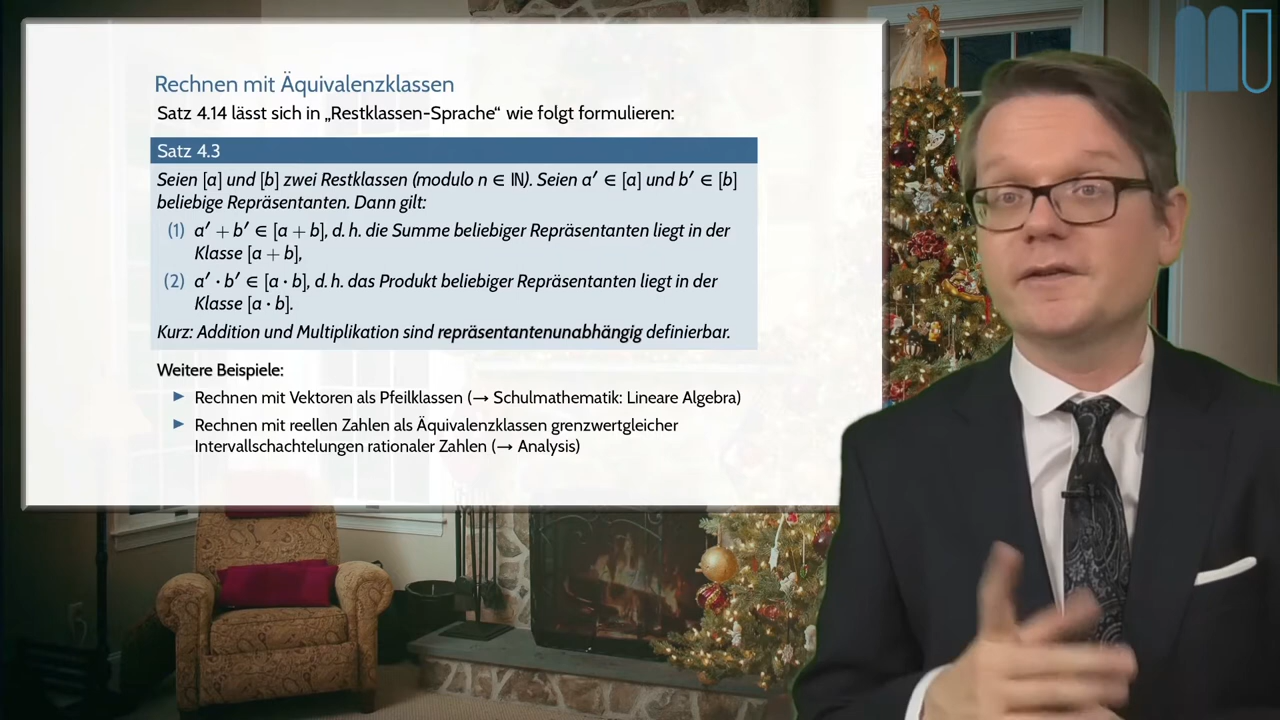 Rechnen mit Äquivalenzklassen
Satz 4.14 lässt sich in „Restklassen-Sprache“ wie folgt formulieren:
Satz 4.3
Seien [a] und [b] zwei Restklassen (modulo n ∈ ℕ). Seien a′ ∈ [a] und b′ ∈ [b]
beliebige Repräsentanten. Dann gilt:
(1) a′ + b′ ∈ [a + b], d. h. die Summe beliebiger Repräsentanten liegt in der
Klasse [a + b],
(2) a′ · b′ ∈ [a · b], d. h. das Produkt beliebiger Repräsentanten liegt in der
Klasse [a · b].
Kurz: Addition und Multiplikation sind repräsentantenunabhängig definierbar.
Weitere Beispiele:
▶ Rechnen mit Vektoren als Pfeilklassen (→ Schulmathematik: Lineare Algebra)
▶ Rechnen mit reellen Zahlen als Äquivalenzklassen grenzwertgleicher
Intervallschachtelungen rationaler Zahlen (→ Analysis)